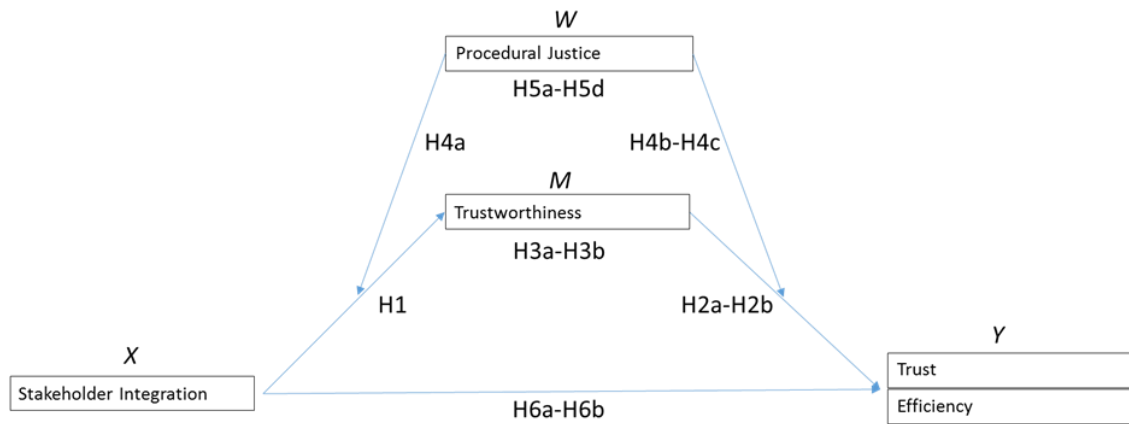 W
Procedural Justice
H5a-H5d
H4a
H4b-H4c
M
Trustworthiness
H3a-H3b
H1
H2a-H2b
X
Y
Stakeholder Integration
Trust
Efficiency
H6a-H6b